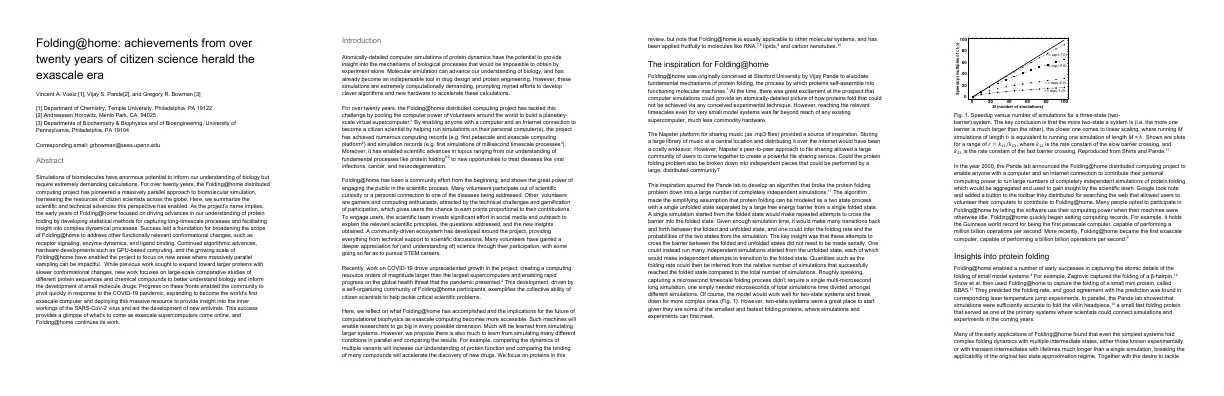 Folding@home: achievements from over
twenty years of citizen science herald the
exascale era
Vincent A. Voelz [1], Vijay S. Pande[2], and Gregory R. Bowman [3]
[1] Department of Chemistry, Temple University, Philadelphia, PA 19122
[2] Andreessen Horowitz, Menlo Park, CA 94025
[3] Departments of Biochemistry & Biophysics and of Bioengineering, University of
Pennsylvania, Philadelphia, PA 19104
Corresponding email: grbowman@seas.upenn.edu
Abstract
Simulations of biomolecules have enormous potential to inform our understanding of biology but
require extremely demanding calculations. For over twenty years, the Folding@home distributed
computing project has pioneered a massively parallel approach to biomolecular simulation,
harnessing the resources of citizen scientists across the globe. Here, we summarize the
scientific and technical advances this perspective has enabled. As the project's name implies,
the early years of Folding@home focused on driving advances in our understanding of protein
folding by developing statistical methods for capturing long-timescale processes and facilitating
insight into complex dynamical processes. Success laid a foundation for broadening the scope
of Folding@home to address other functionally relevant conformational changes, such as
receptor signaling, enzyme dynamics, and ligand binding. Continued algorithmic advances,
hardware developments such as GPU-based computing, and the growing scale of
Folding@home have enabled the project to focus on new areas where massively parallel
sampling can be impactful. While previous work sought to expand toward larger proteins with
slower conformational changes, new work focuses on large-scale comparative studies of
different protein sequences and chemical compounds to better understand biology and inform
the development of small molecule drugs. Progress on these fronts enabled the community to
pivot quickly in response to the COVID-19 pandemic, expanding to become the world's first
exascale computer and deploying this massive resource to provide insight into the inner
workings of the SARS-CoV-2 virus and aid the development of new antivirals. This success
provides a glimpse of what's to come as exascale supercomputers come online, and
Folding@home continues its work.
Introduction
Atomically-detailed computer simulations of protein dynamics have the potential to provide
insight into the mechanisms of biological processes that would be impossible to obtain by
experiment alone. Molecular simulation can advance our understanding of biology, and has
already become an indispensable tool in drug design and protein engineering. However, these
simulations are extremely computationally demanding, prompting myriad efforts to develop
clever algorithms and new hardware to accelerate these calculations.
For over twenty years, the Folding@home distributed computing project has tackled this
challenge by pooling the computer power of volunteers around the world to build a planetary-
scale virtual supercomputer. By enabling anyone with a computer and an Internet connection to
become a citizen scientist by helping run simulations on their personal computer(s), the project
has achieved numerous computing records (e.g. first petascale and exascale computing
platform) and simulation records (e.g. first simulations of millisecond timescale processes).
Moreover, it has enabled scientific advances in topics ranging from our understanding of
fundamental processes like protein folding to new opportunities to treat diseases like viral
infections, cancer, and neurodegeneration.
Folding@home has been a community effort from the beginning, and shows the great power of
engaging the public in the scientific process. Many volunteers participate out of scientific
curiosity or a personal connection to one of the diseases being addressed. Other volunteers
are gamers and computing enthusiasts, attracted by the technical challenges and gamification
of participation, which gives users the chance to earn points proportional to their contributions.
To engage users, the scientific team invests significant effort in social media and outreach to
explain the relevant scientific principles, the questions addressed, and the new insights
obtained. A community-driven ecosystem has developed around the project, providing
everything from technical support to scientific discussions. Many volunteers have gained a
deeper appreciation for (and understanding of) science through their participation, with some
going so far as to pursue STEM careers.
Recently, work on COVID-19 drove unprecedented growth in the project, creating a computing
resource orders of magnitude larger than the largest supercomputers and enabling rapid
progress on the global health threat that the pandemic presented. This development, driven by
a self-organizing community of Folding@home participants, exemplifies the collective ability of
citizen scientists to help tackle critical scientific problems.
Here, we reflect on what Folding@home has accomplished and the implications for the future of
computational biophysics as exascale computing becomes more accessible. Such machines will
enable researchers to go big in every possible dimension. Much will be learned from simulating
larger systems. However, we propose there is also much to learn from simulating many different
conditions in parallel and comparing the results. For example, comparing the dynamics of
multiple variants will increase our understanding of protein function and comparing the binding
of many compounds will accelerate the discovery of new drugs. We focus on proteins in this
review, but note that Folding@home is equally applicable to other molecular systems, and has
been applied fruitfully to molecules like RNA, lipids, and carbon nanotubes.
The inspiration for Folding@home
Folding@home was originally conceived at Stanford University by Vijay Pande to elucidate
fundamental mechanisms of protein folding, the process by which proteins self-assemble into
functioning molecular machines. At the time, there was great excitement at the prospect that
computer simulations could provide an atomically-detailed picture of how proteins fold that could
not be achieved via any conceived experimental technique. However, reaching the relevant
timescales even for very small model systems was far beyond reach of any existing
supercomputer, much less commodity hardware.
The Napster platform for sharing music (as .mp3 files) provided a source of inspiration. Storing
a large library of music at a central location and distributing it over the internet would have been
a costly endeavor. However, Napster's peer-to-peer approach to file sharing allowed a large
community of users to come together to create a powerful file sharing service. Could the protein
folding problem also be broken down into independent pieces that could be performed by a
large, distributed community?
This inspiration spurred the Pande lab to develop an algorithm that broke the protein folding
problem down into a large number of completely independent simulations. The algorithm
made the simplifying assumption that protein folding can be modeled as a two state process
with a single unfolded state separated by a large free energy barrier from a single folded state.
A single simulation started from the folded state would make repeated attempts to cross the
barrier into the folded state. Given enough simulation time, it would make many transitions back
and forth between the folded and unfolded state, and one could infer the folding rate and the
probabilities of the two states from the simulation. The key insight was that these attempts to
cross the barrier between the folded and unfolded states did not need to be made serially. One
could instead run many independent simulations started from the unfolded state, each of which
would make independent attempts to transition to the folded state. Quantities such as the
folding rate could then be inferred from the relative number of simulations that successfully
reached the folded state compared to the total number of simulations. Roughly speaking,
capturing a microsecond timescale folding process didn't require a single multi-microsecond
long simulation, one simply needed microseconds of total simulations time divided amongst
different simulations. Of course, the model would work well for two-state systems and break
down for more complex ones (Fig. 1). However, two-state systems were a great place to start
given they are some of the smallest and fastest folding proteins, where simulations and
experiments can first meet.
M (number of simulations)
Fig. 1. Speedup versus number of simulations for a three-state (two-
barrier) system. The key conclusion is that the more two-state a system is (i.e. the more one
barrier is much larger than the other), the closer one comes to linear scaling, where running M
simulations of length t is equivalent to running one simulation of length M × t. Shown are plots
is the rate constant of the fast barrier crossing. Reproduced from Shirts and Pande.
In the year 2000, the Pande lab announced the Folding@home distributed computing project to
enable anyone with a computer and an internet connection to contribute their personal
computing power to run large numbers of completely independent simulations of protein folding,
which would be aggregated and used to gain insight by the scientific team. Google took note
and added a button to the toolbar they distributed for searching the web that allowed users to
volunteer their computers to contribute to Folding@home. Many people opted to participate in
Folding@home by letting the software use their computing power when their machines were
otherwise idle. Folding@home quickly began setting computing records. For example, it holds
the Guinness world record for being the first petascale computer, capable of performing a
million billion operations per second. More recently, Folding@home became the first exascale
computer, capable of performing a billion billion operations per second.
Insights into protein folding
Folding@home enabled a number of early successes in capturing the atomic details of the
folding of small model systems. For example, Zagrovic captured the folding of a β-hairpin.
Snow et al. then used Folding@home to capture the folding of a small mini protein, called
BBA5. They predicted the folding rate, and good agreement with the prediction was found in
corresponding laser temperature jump experiments. In parallel, the Pande lab showed that
simulations were sufficiently accurate to fold the villin headpiece, a small fast folding protein
that served as one of the primary systems where scientists could connect simulations and
experiments in the coming years.
Many of the early applications of Folding@home found that even the simplest systems had
complex folding dynamics with multiple intermediate states, either those known experimentally
or with transient intermediates with lifetimes much longer than a single simulation, breaking the
applicability of the original two state approximation regime. Together with the desire to tackle